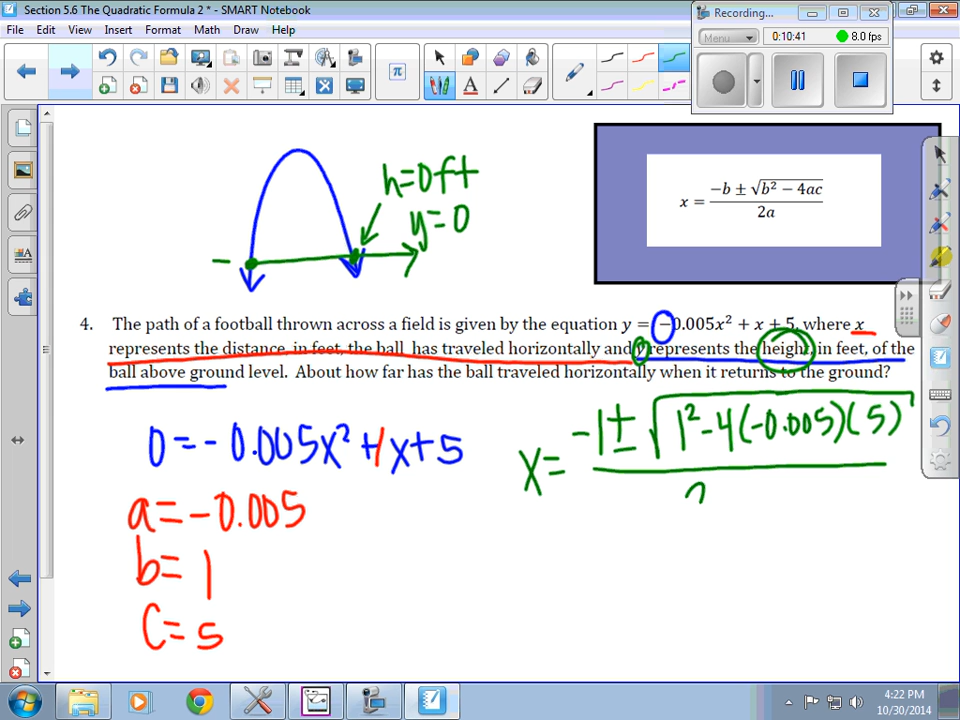 Section 5.6 The Quadratic Formula 2 * - SMART Notebook
Recording...
File Edit View Insert Format Math Draw Help
Menu 0:10:41 8.0 fps
π
A
h=0ft
y=0
x = −b ± √b² − 4ac
2a
4. The path of a football thrown across a field is given by the equation y = −0.005x² + x + 5, where x
represents the distance, in feet, the ball has traveled horizontally and y represents the height, in feet, of the
ball above ground level. About how far has the ball traveled horizontally when it returns to the ground?
0=-0.005x²+1x+5
a=-0.005
b=1
c=5
x= -1±√1²-4(-0.005)(5)
2
4:22 PM
10/30/2014